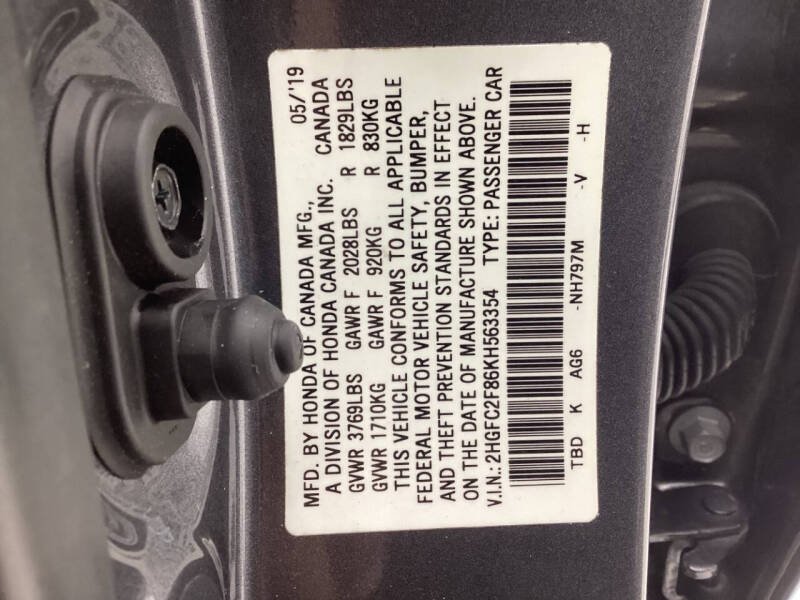 MFD. BY HONDA OF CANADA MFG., 05/'19
A DIVISION OF HONDA CANADA INC. CANADA
GVWR 3769LBS GAWR F 2028LBS R 1829LBS
GVWR 1710KG GAWR F 920KG R 830KG
THIS VEHICLE CONFORMS TO ALL APPLICABLE
FEDERAL MOTOR VEHICLE SAFETY, BUMPER,
AND THEFT PREVENTION STANDARDS IN EFFECT
ON THE DATE OF MANUFACTURE SHOWN ABOVE.
V.I.N.: 2HGFC2F86KH563354 TYPE: PASSENGER CAR
TBD K AG6 -NH797M -V -H